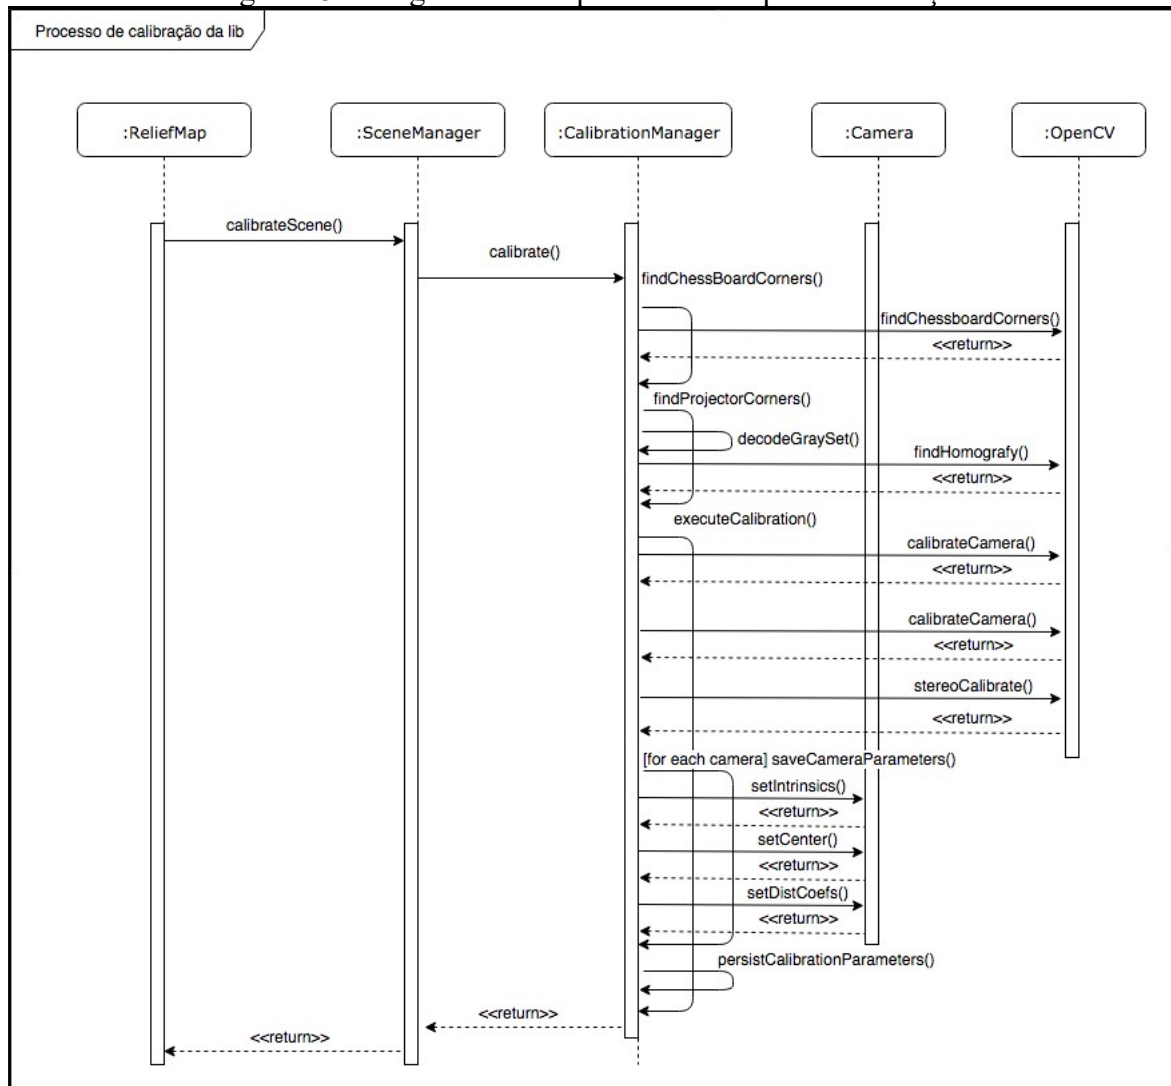 Processo de calibração da lib
:ReliefMap
:SceneManager
:CalibrationManager
:Camera
:OpenCV
calibrateScene()
calibrate()
findChessBoardCorners()
findChessboardCorners()
<<return>>
findProjectorCorners()
decodeGraySet()
findHomografy()
<<return>>
executeCalibration()
calibrateCamera()
<<return>>
calibrateCamera()
<<return>>
stereoCalibrate()
<<return>>
[for each camera] saveCameraParameters()
setIntrinsics()
<<return>>
setCenter()
<<return>>
setDistCoefs()
<<return>>
persistCalibrationParameters()
<<return>>
<<return>>